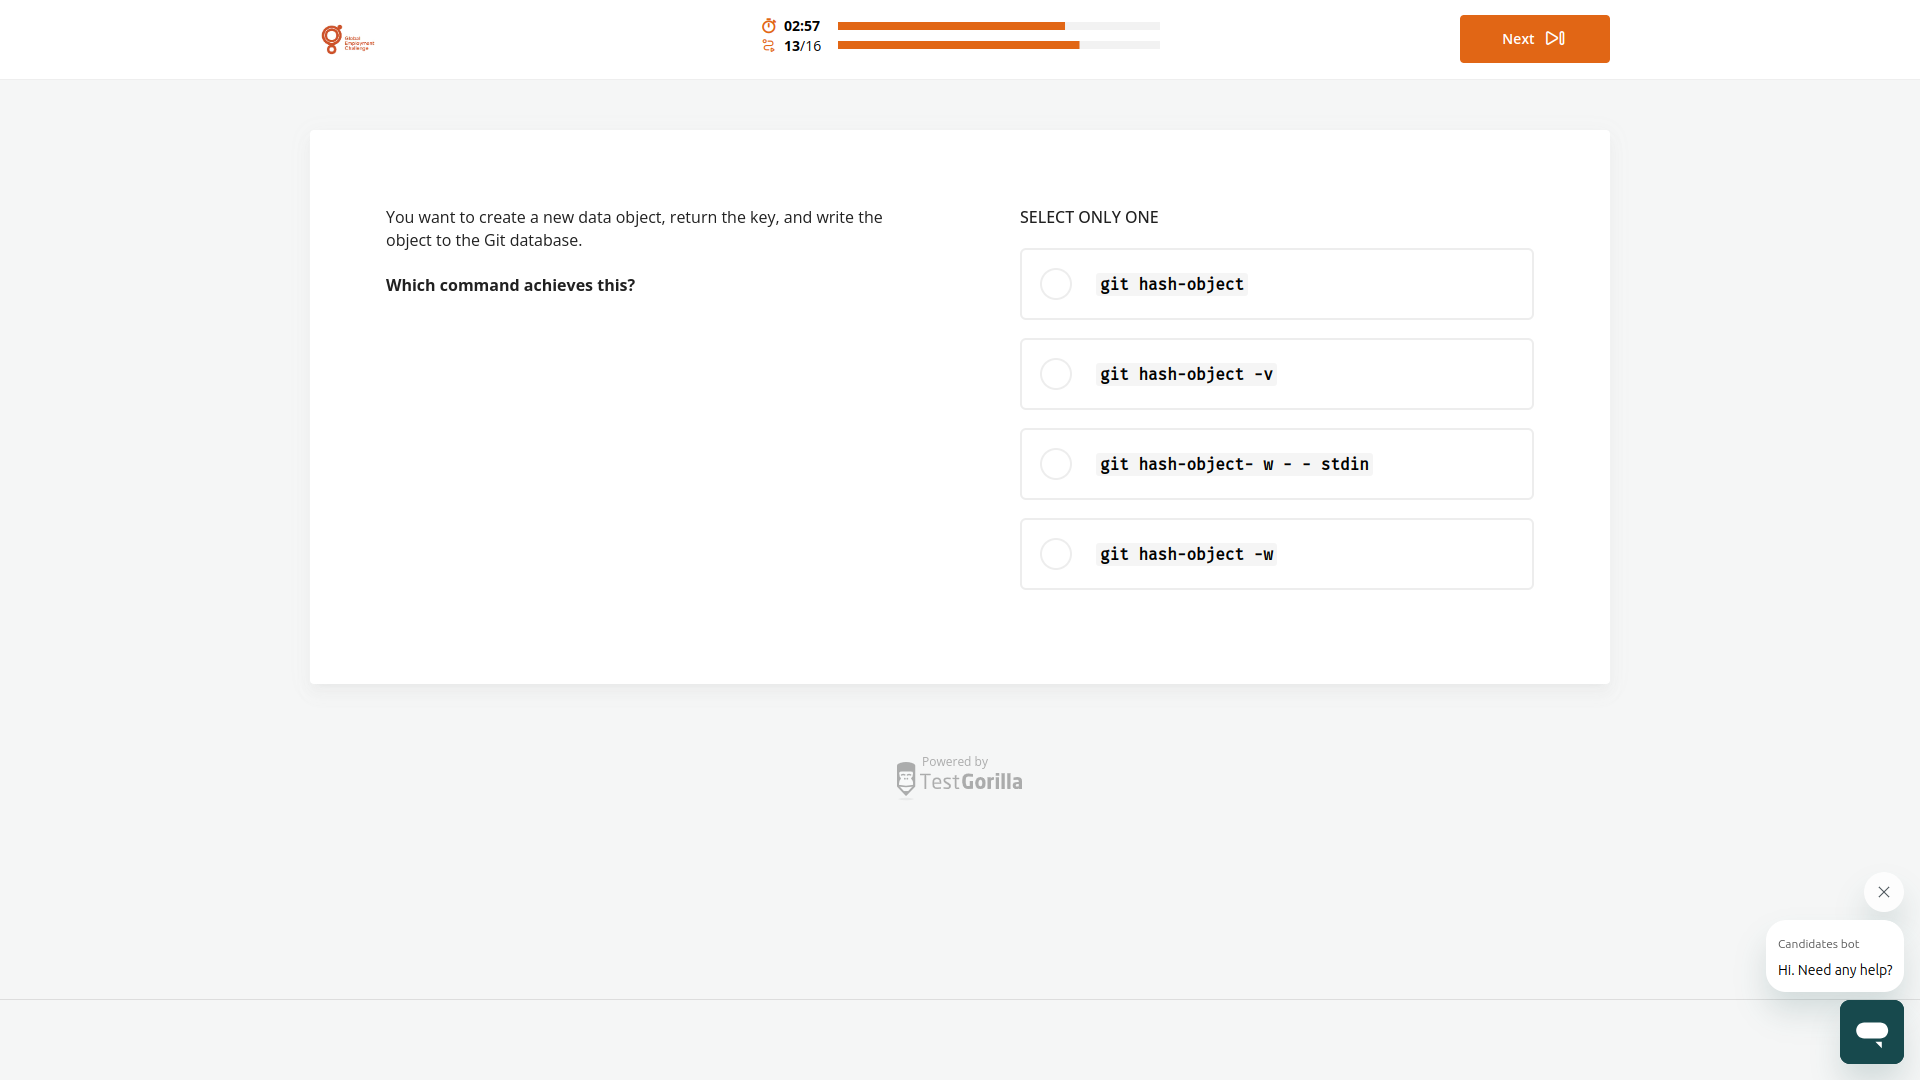 Global
Employment
Challenge
02:57
13/16
Next
You want to create a new data object, return the key, and write the
object to the Git database.
Which command achieves this?
SELECT ONLY ONE
git hash-object
git hash-object -v
git hash-object- w - - stdin
git hash-object -w
Powered by
TestGorilla
Candidates bot
Hi. Need any help?